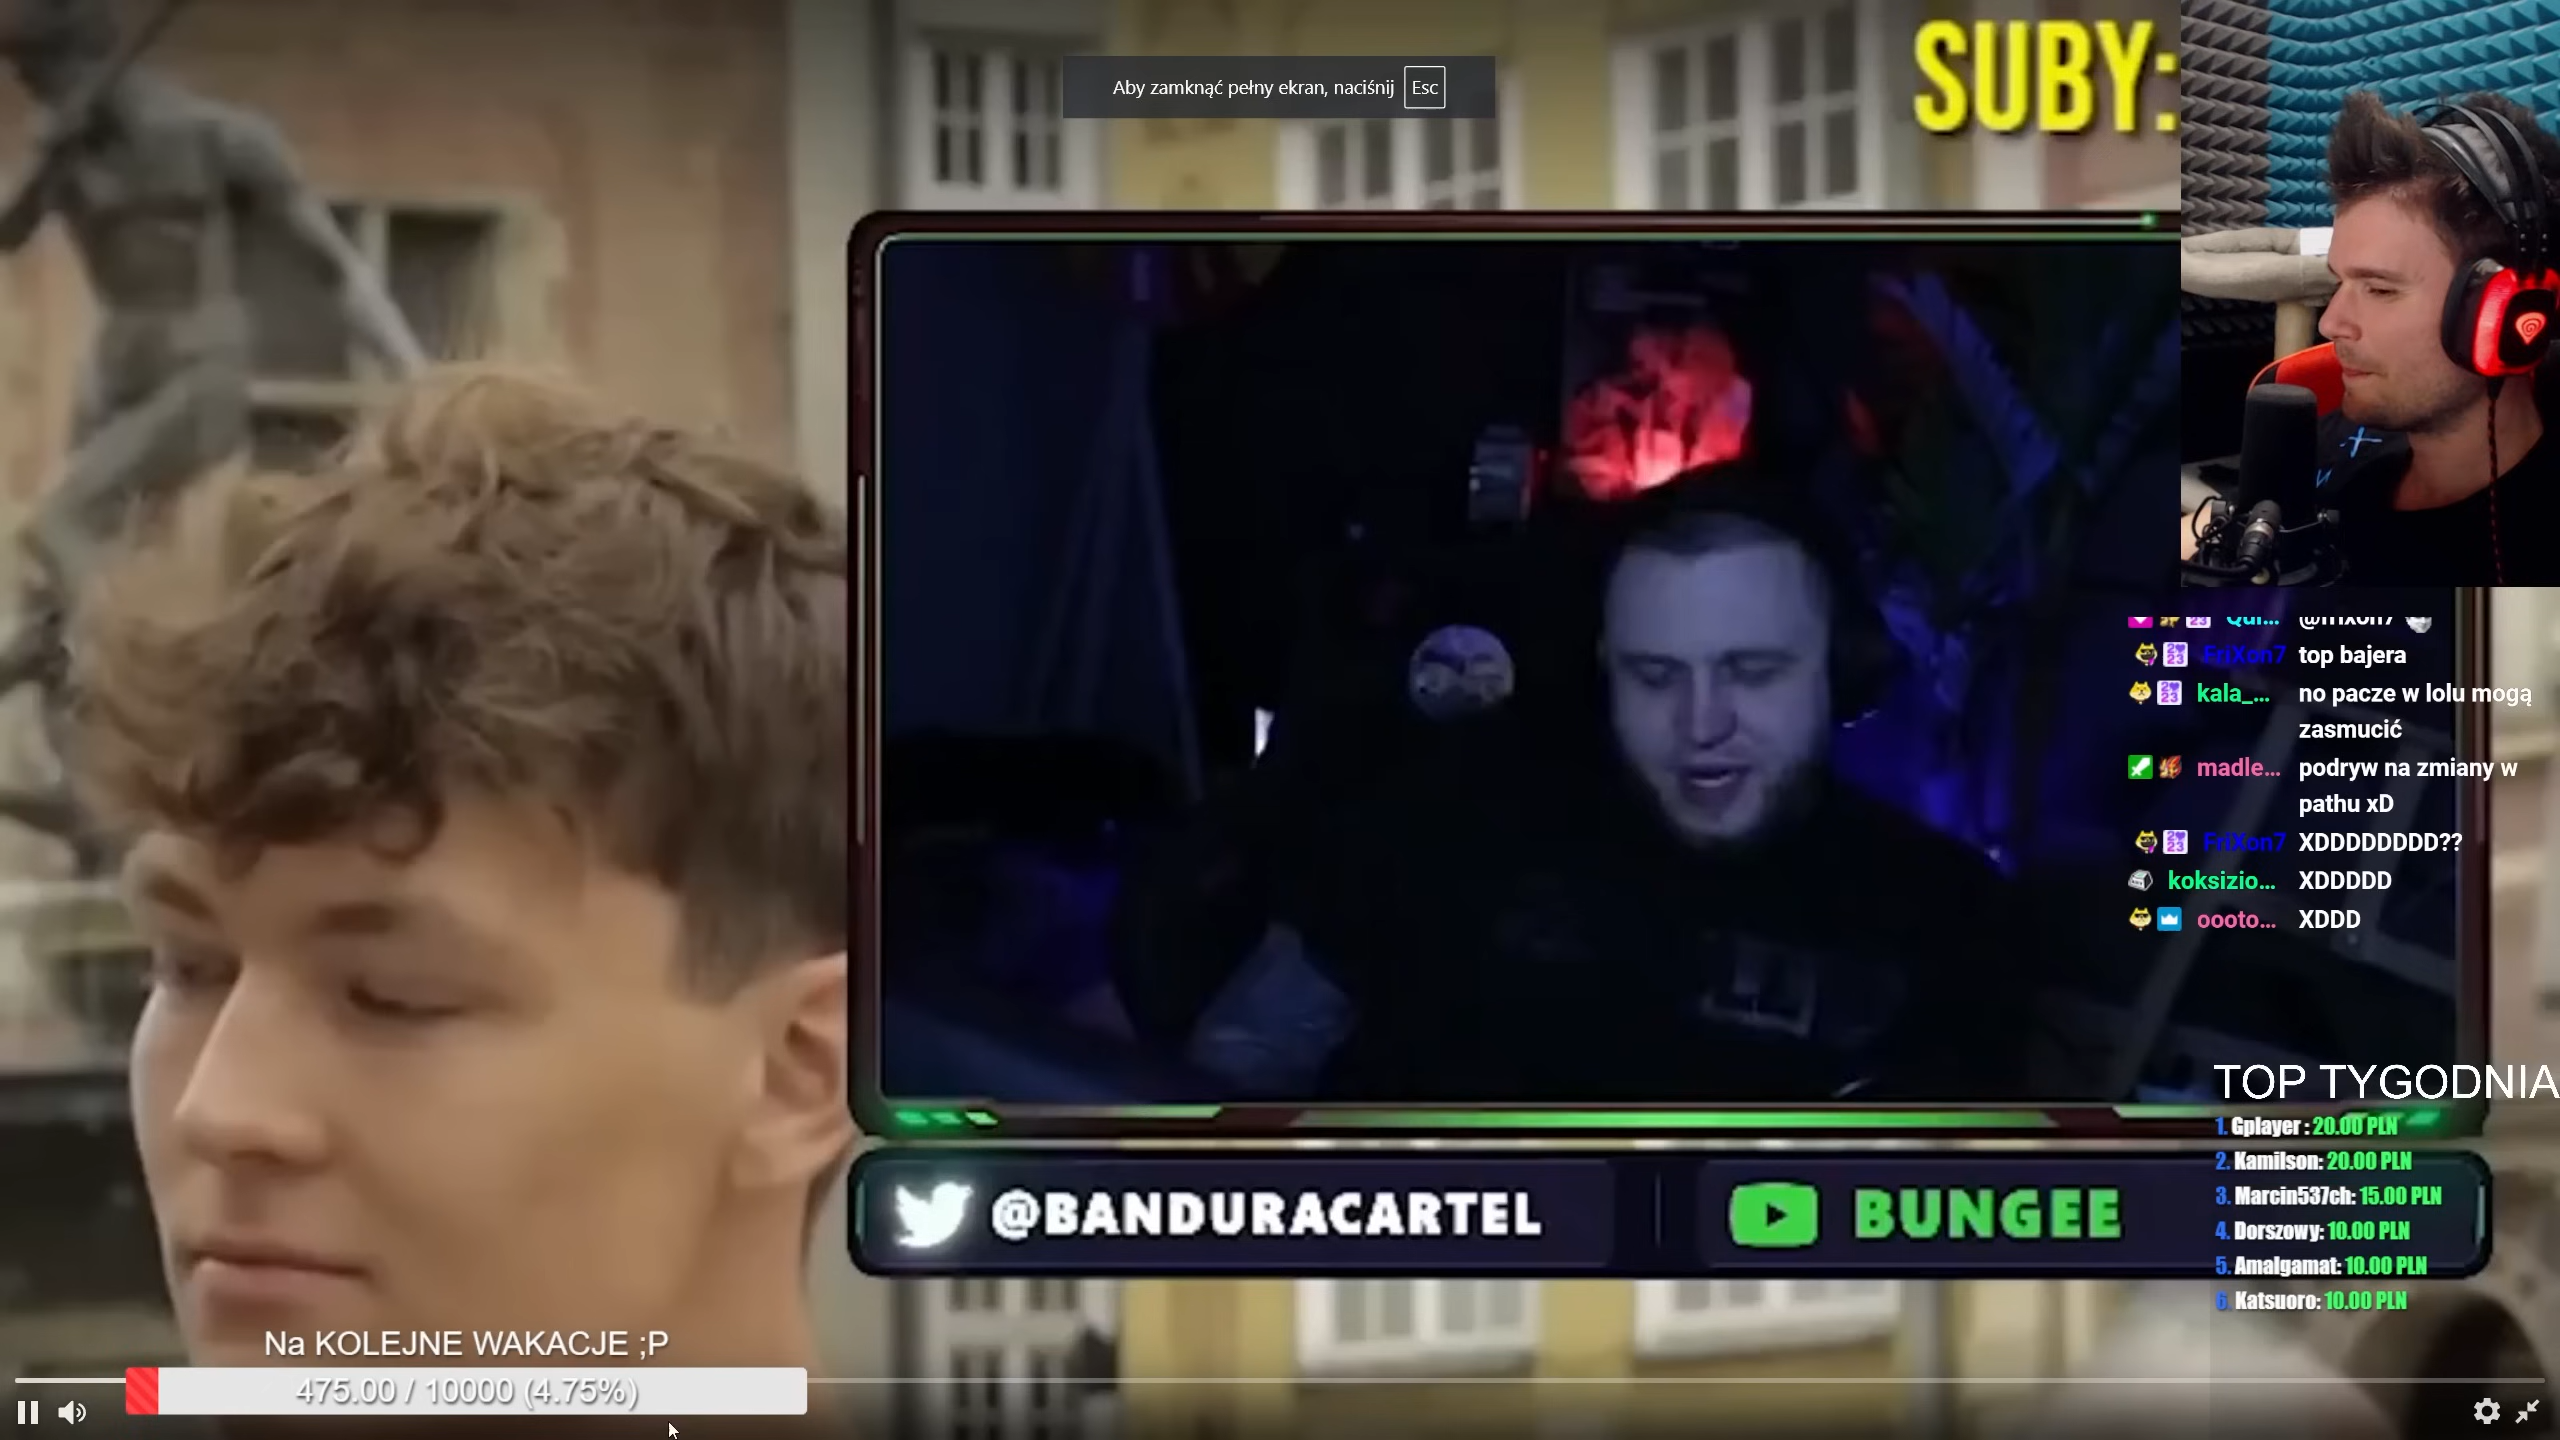 SUBY:
Aby zamknąć pełny ekran, naciśnij Esc
@frixon7
FriXon7 top bajera
kala_... no pacze w lolu mogą
zasmucić
madle... podryw na zmiany w
pathu xD
FriXon7 XDDDDDDDD??
koksizio... XDDDDD
oooto... XDDD
TOP TYGODNIA
1. Gplayer : 20.00 PLN
2. Kamilson: 20.00 PLN
3. Marcin537ch: 15.00 PLN
4. Dorszowy: 10.00 PLN
5. Amalgamat: 10.00 PLN
6. Katsuoro: 10.00 PLN
@BANDURACARTEL
BUNGEE
Na KOLEJNE WAKACJE ;P
475.00 / 10000 (4.75%)